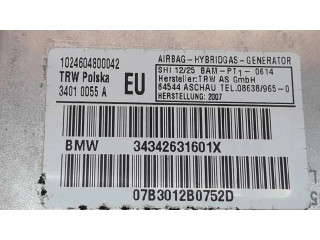 1024604800042
TRW Polska
3401 0055 A
EU
AIRBAG-HYBRIDGAS-GENERATOR
SHI 12/25 BAM-PT1-0614
Hersteller:TRW AS GmbH
84544 ASCHAU TEL.08638/965-0
HERSTELLUNG: 2007
BMW 34342631601X
07B3012B0752D